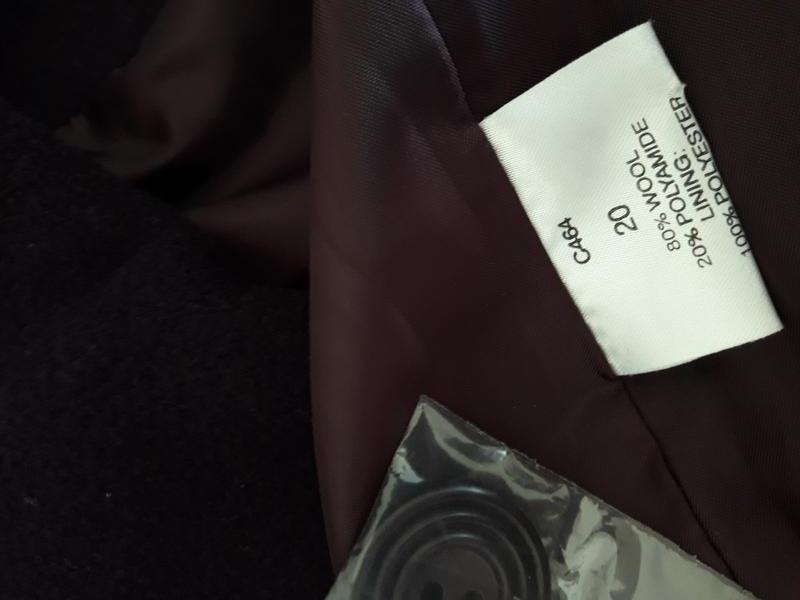 C464
20
80% WOOL
20% POLYAMIDE
LINING:
100% POLYESTER